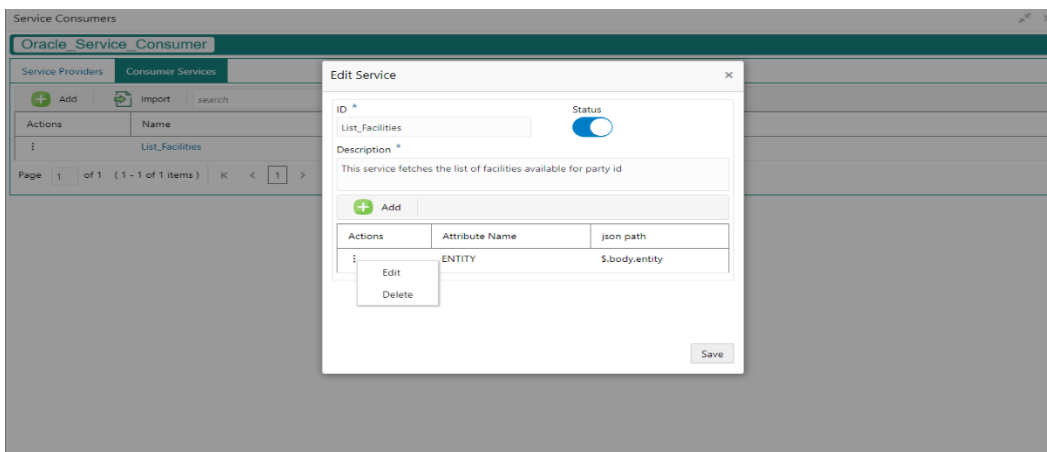 Service Consumers
Oracle_Service_Consumer
Service Providers Consumer Services
Add Import search
Actions Name
List_Facilities
Page 1 of 1 (1 - 1 of 1 items) K < 1 >
Edit Service ×
ID * Status
List_Facilities
Description *
This service fetches the list of facilities available for party id
Add
Actions Attribute Name json path
ENTITY $.body.entity
Edit
Delete
Save